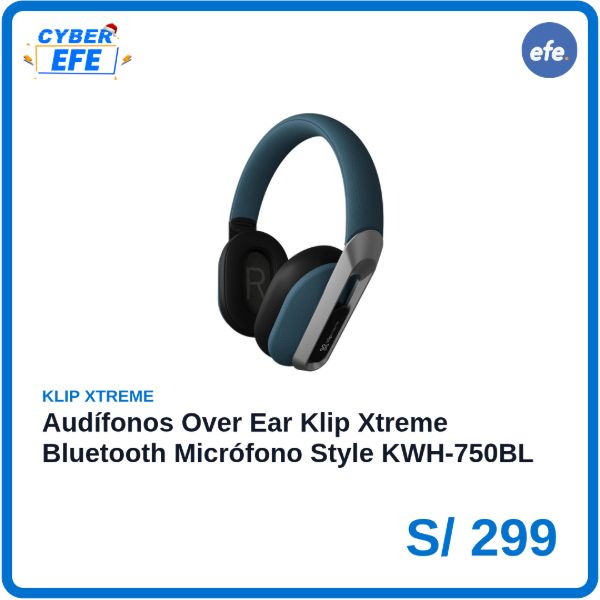 CYBER
EFE
efe.
R
KLIP XTREME
Audífonos Over Ear Klip Xtreme
Bluetooth Micrófono Style KWH-750BL
S/ 299